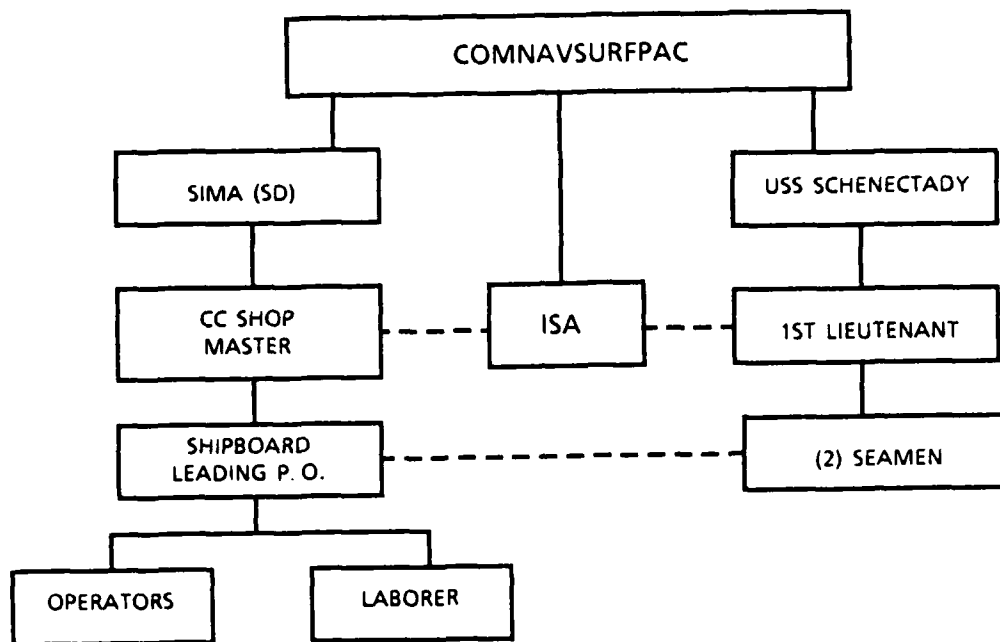 COMNAVSURFPAC
SIMA (SD)
USS SCHENECTADY
CC SHOP
MASTER
ISA
1ST LIEUTENANT
SHIPBOARD
LEADING P. O.
(2) SEAMEN
OPERATORS
LABORER